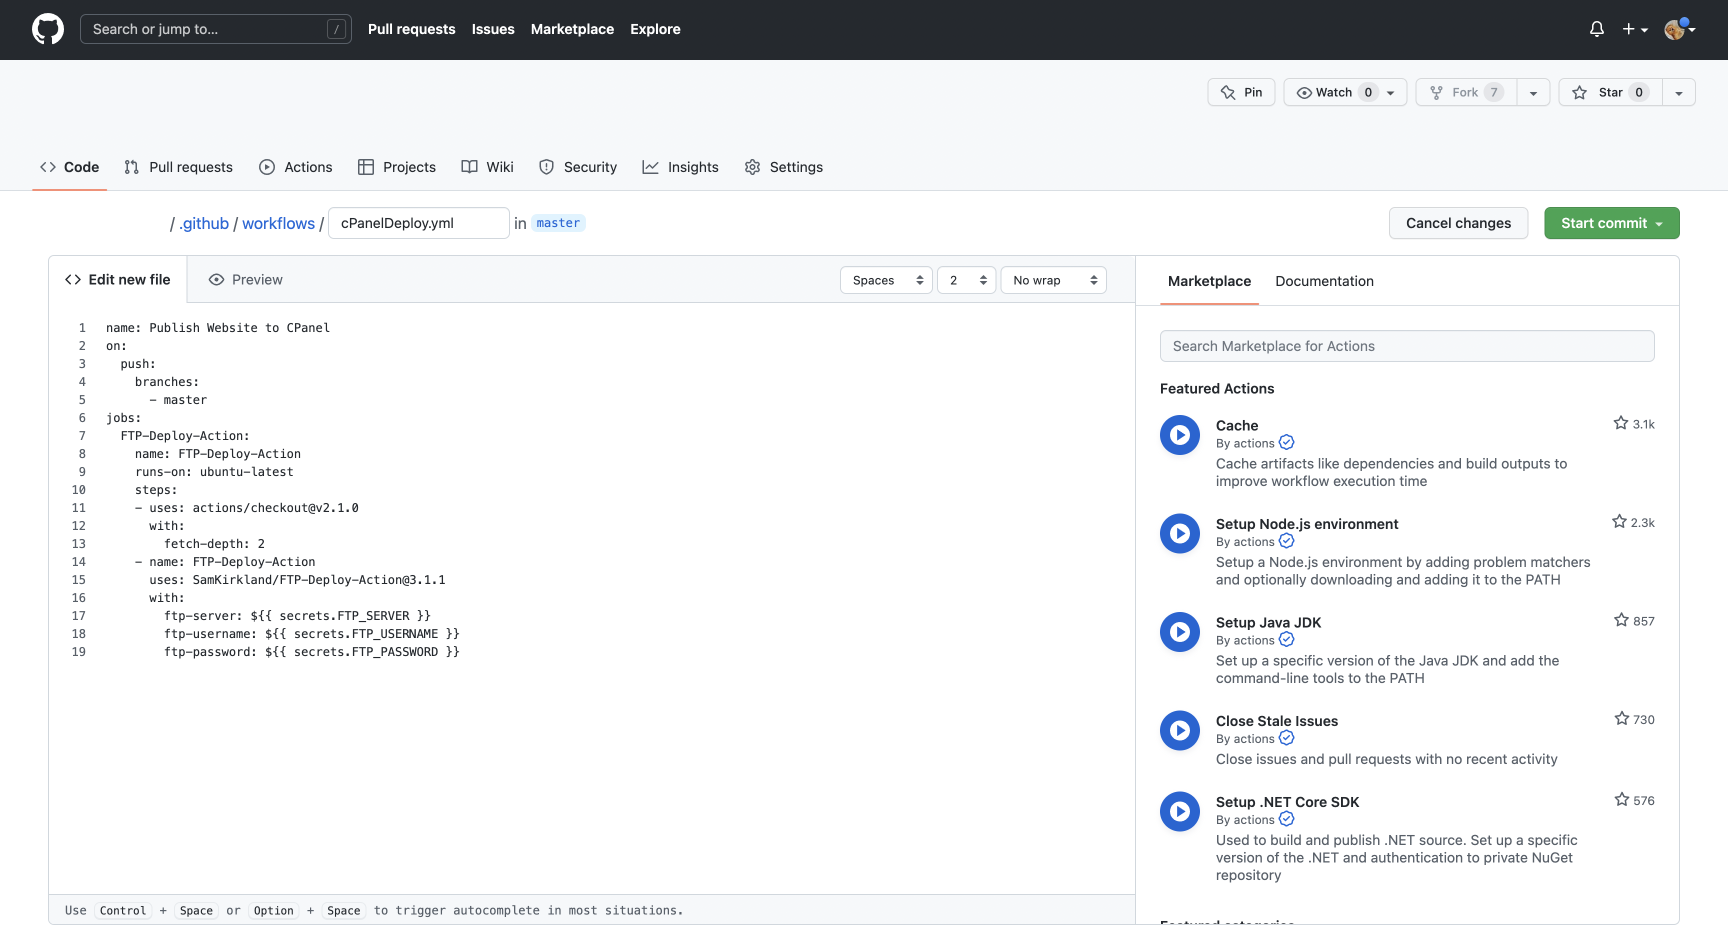 Search or jump to... /
Pull requests Issues Marketplace Explore
Pin Watch 0 Fork 7 Star 0
Code Pull requests Actions Projects Wiki Security Insights Settings
/ .github / workflows / cPanelDeploy.yml in master
Cancel changes Start commit
Edit new file Preview Spaces 2 No wrap
1 name: Publish Website to CPanel
2 on:
3 push:
4 branches:
5 - master
6 jobs:
7 FTP-Deploy-Action:
8 name: FTP-Deploy-Action
9 runs-on: ubuntu-latest
10 steps:
11 - uses: actions/checkout@v2.1.0
12 with:
13 fetch-depth: 2
14 - name: FTP-Deploy-Action
15 uses: SamKirkland/FTP-Deploy-Action@3.1.1
16 with:
17 ftp-server: ${{ secrets.FTP_SERVER }}
18 ftp-username: ${{ secrets.FTP_USERNAME }}
19 ftp-password: ${{ secrets.FTP_PASSWORD }}
Use Control + Space or Option + Space to trigger autocomplete in most situations.
Marketplace Documentation
Search Marketplace for Actions
Featured Actions
Cache 3.1k
By actions
Cache artifacts like dependencies and build outputs to
improve workflow execution time
Setup Node.js environment 2.3k
By actions
Setup a Node.js environment by adding problem matchers
and optionally downloading and adding it to the PATH
Setup Java JDK 857
By actions
Set up a specific version of the Java JDK and add the
command-line tools to the PATH
Close Stale Issues 730
By actions
Close issues and pull requests with no recent activity
Setup .NET Core SDK 576
By actions
Used to build and publish .NET source. Set up a specific
version of the .NET and authentication to private NuGet
repository
Featured categories